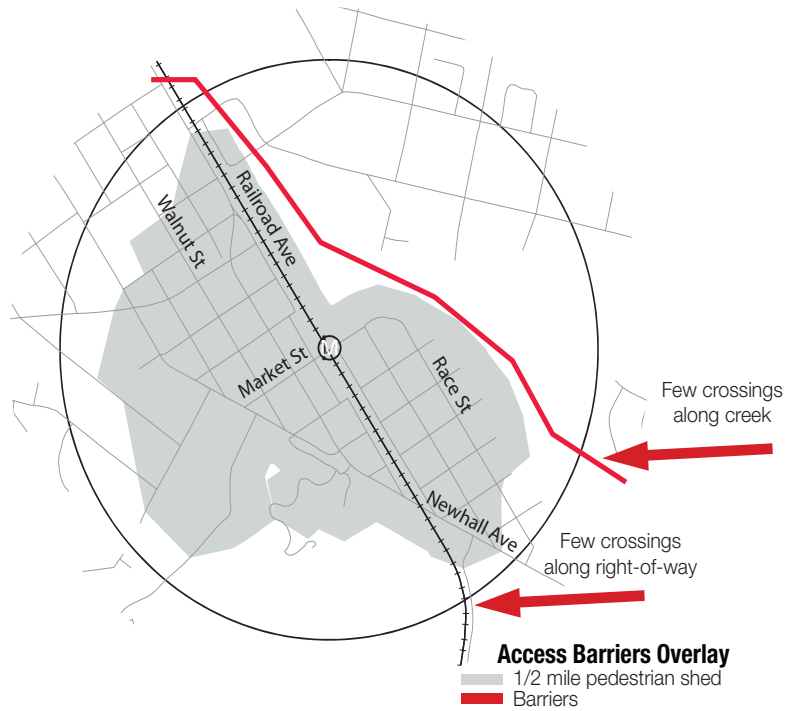 Railroad Ave
Walnut St
M
Market St
Race St
Few crossings
along creek
Newhall Ave
Few crossings
along right-of-way
Access Barriers Overlay
1/2 mile pedestrian shed
Barriers